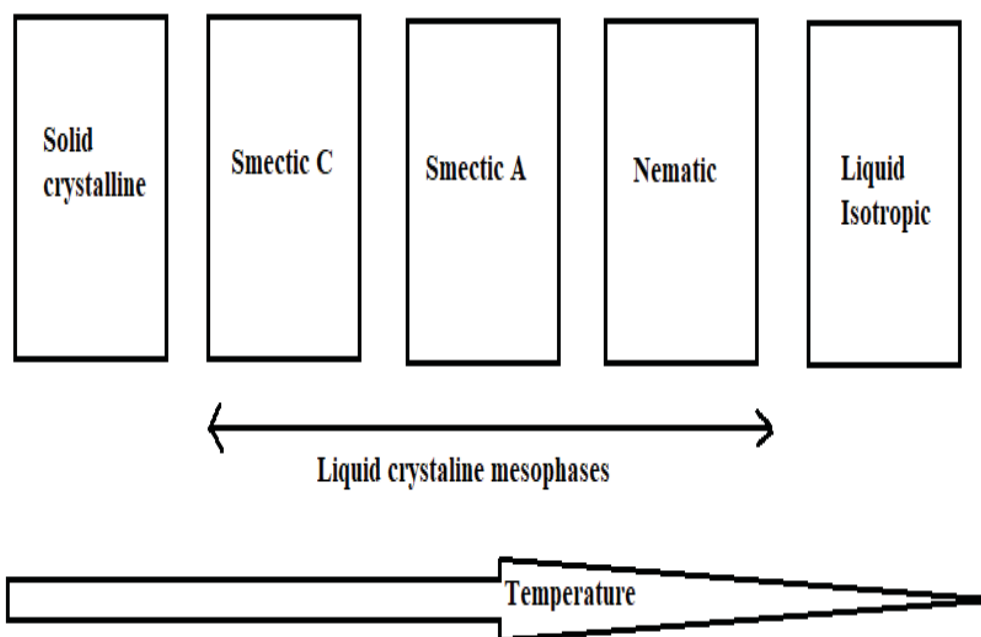 Solid
crystalline
Smectic C
Smectic A
Nematic
Liquid
Isotropic
Liquid crystaline mesophases
Temperature